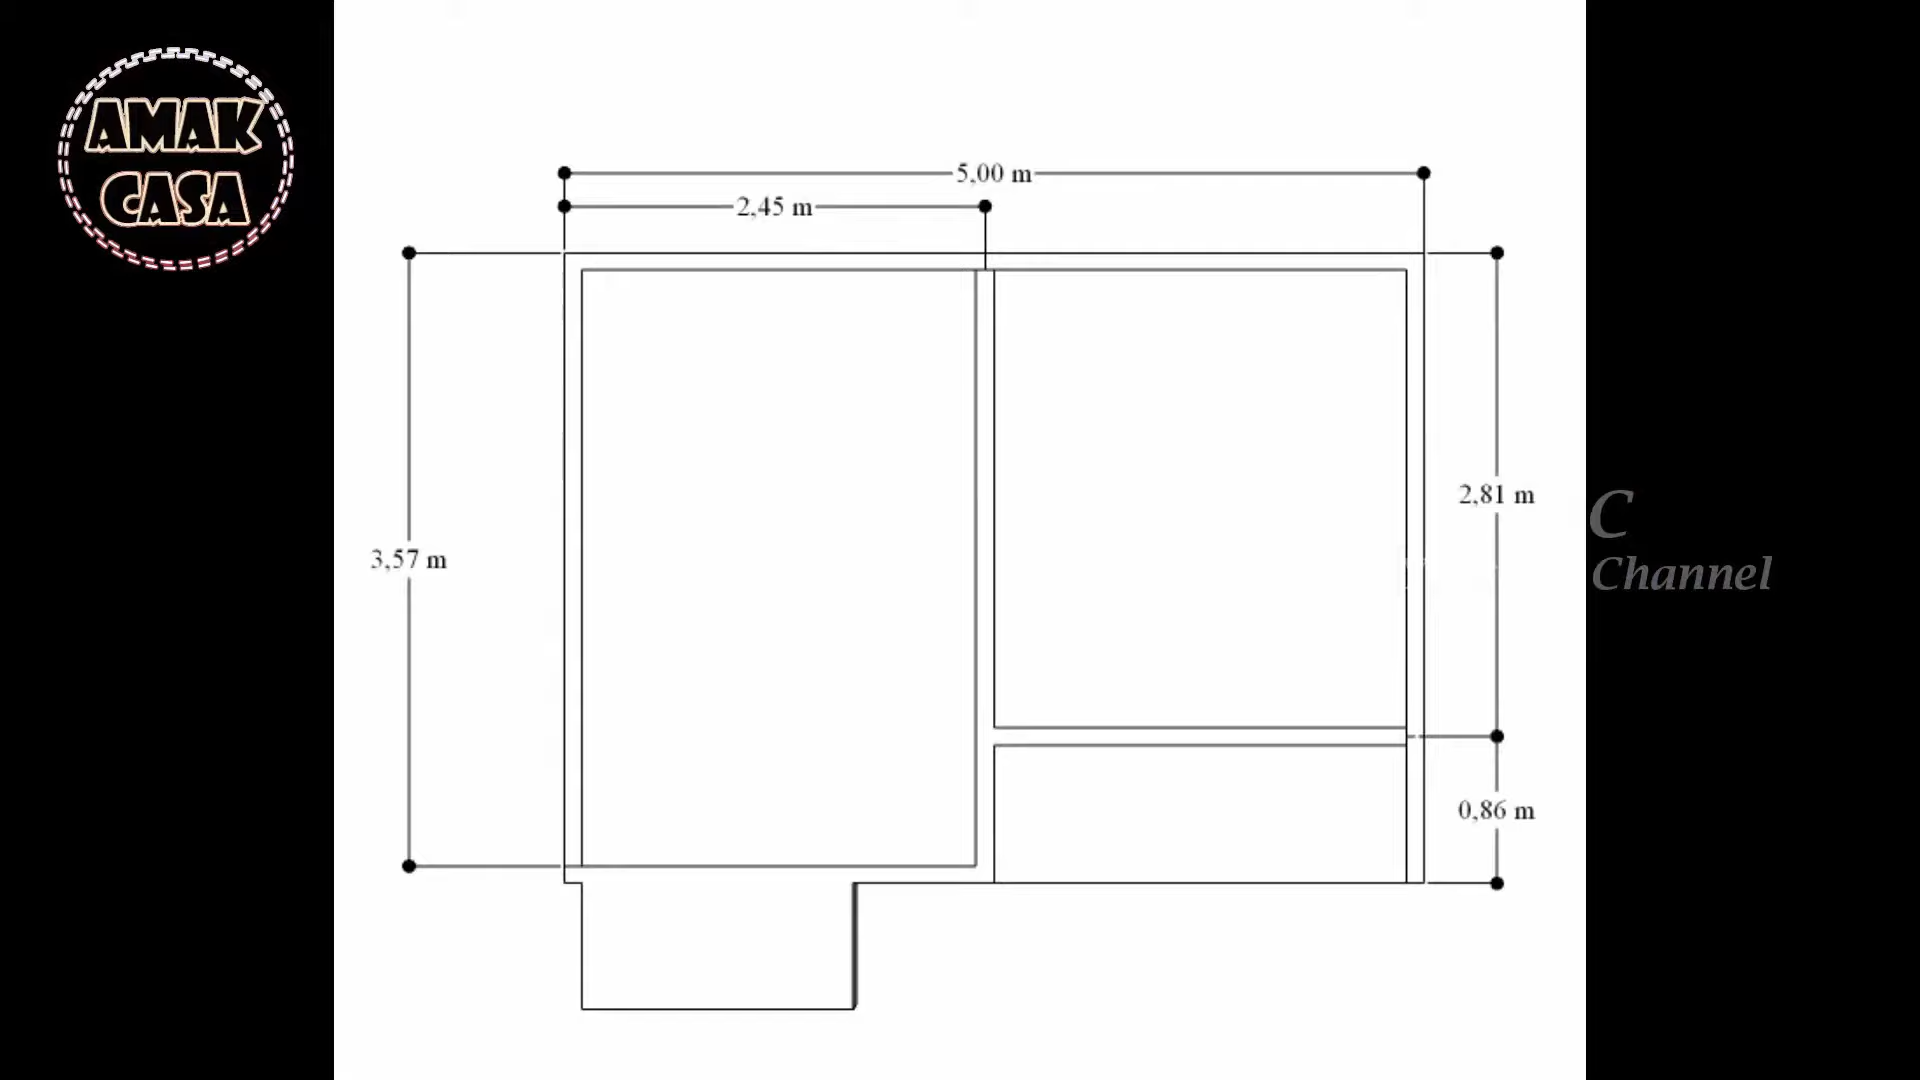 AMAK
CASA
5,00 m
2,45 m
2,81 m
3,57 m
0,86 m
C
Channel